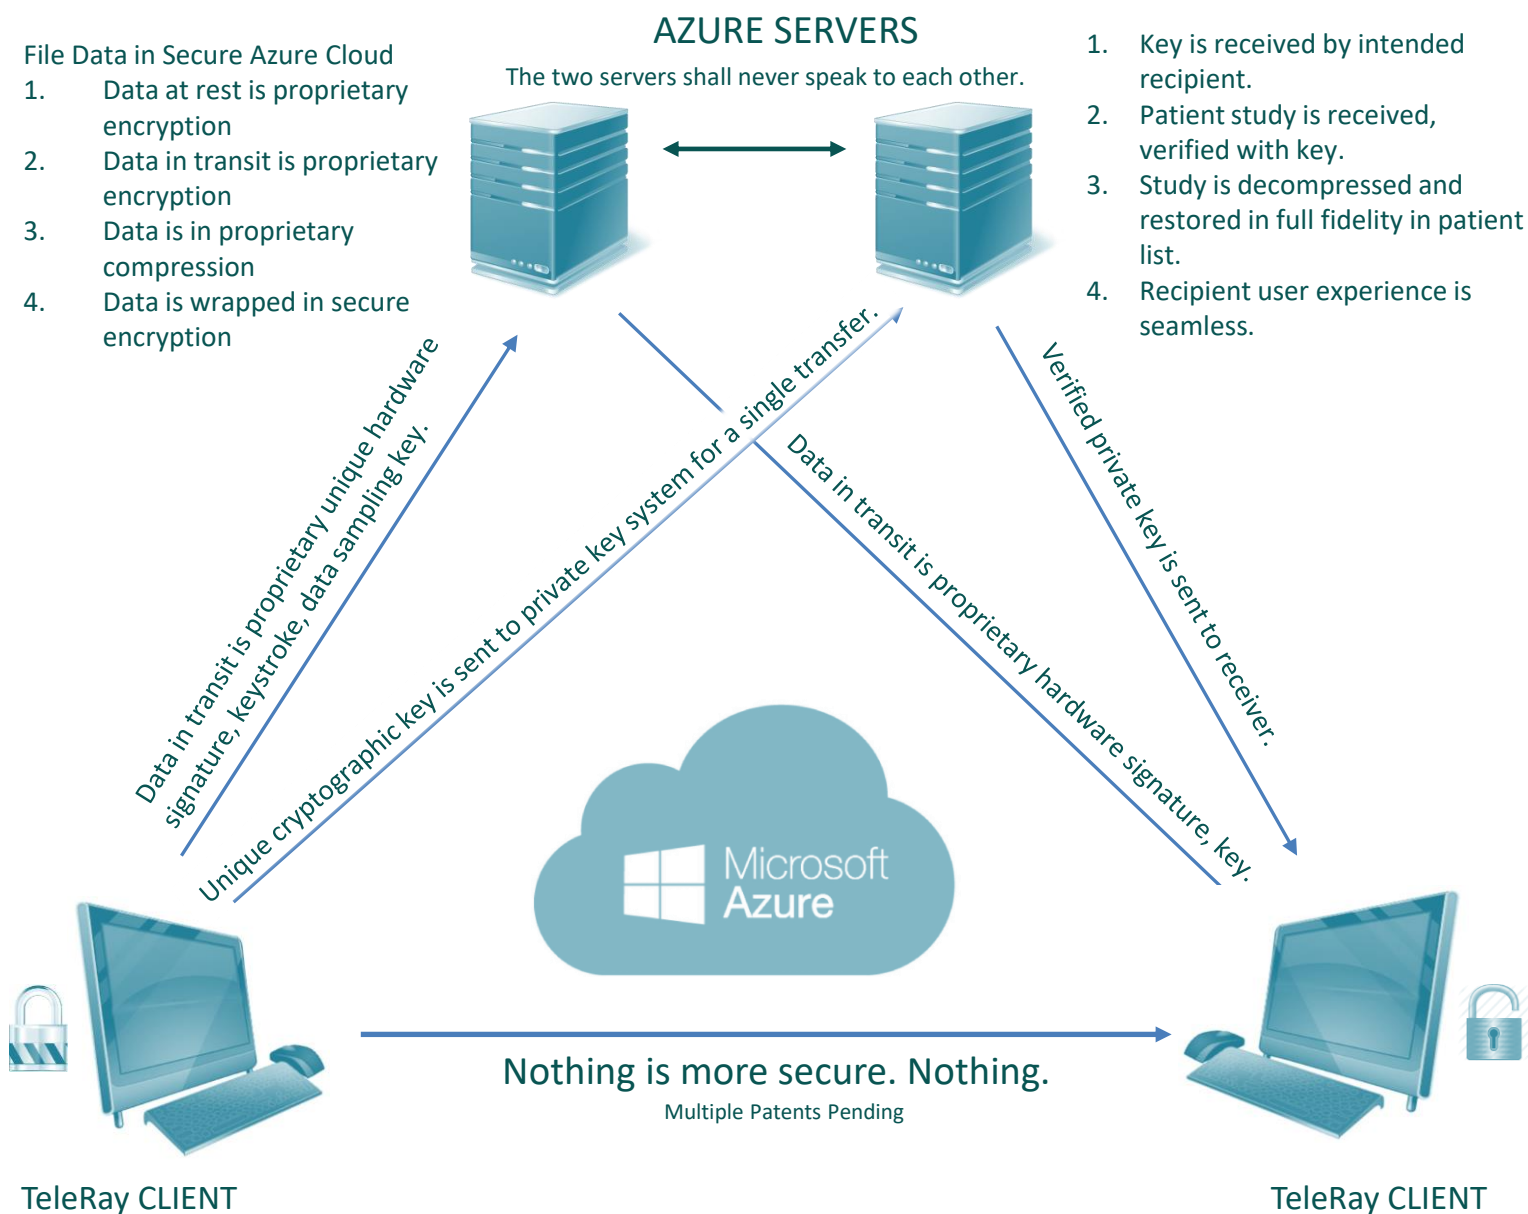 AZURE SERVERS
The two servers shall never speak to each other.
File Data in Secure Azure Cloud
1. Data at rest is proprietary
encryption
2. Data in transit is proprietary
encryption
3. Data is in proprietary
compression
4. Data is wrapped in secure
encryption
1. Key is received by intended
recipient.
2. Patient study is received,
verified with key.
3. Study is decompressed and
restored in full fidelity in patient
list.
4. Recipient user experience is
seamless.
Data in transit is proprietary unique hardware
signature, keystroke, data sampling key.
Unique cryptographic key is sent to private key system for a single transfer.
Data in transit is proprietary hardware signature, key.
Verified private key is sent to receiver.
Microsoft
Azure
Nothing is more secure. Nothing.
Multiple Patents Pending
TeleRay CLIENT
TeleRay CLIENT